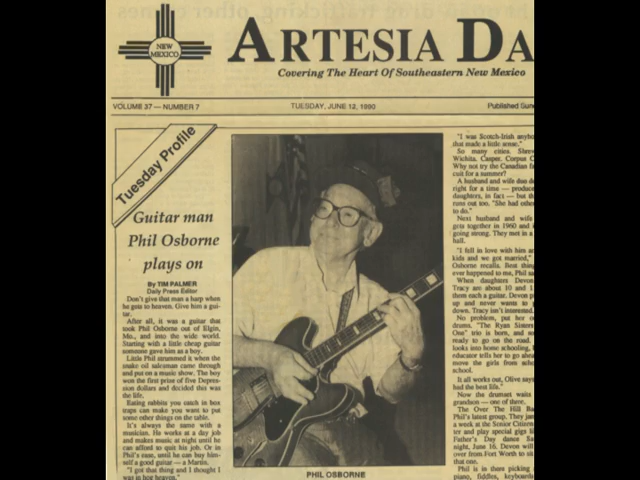 NEW
MEXICO
ARTESIA DA
Covering The Heart Of Southeastern New Mexico
VOLUME 37 — NUMBER 7
TUESDAY, JUNE 12, 1990
Published Sund
Tuesday Profile
Guitar man
Phil Osborne
plays on
By TIM PALMER
Daily Press Editor
Don't give that man a harp when
he gets to heaven. Give him a gui-
tar.
After all, it was a guitar that
took Phil Osborne out of Elgin,
Mo., and into the wide world.
Starting with a little cheap guitar
someone gave him as a boy.
Little Phil strummed it when the
snake oil salesman came through
and put on a music show. The boy
won the first prize of five Depres-
sion dollars and decided this was
the life.
Eating rabbits you catch in box
traps can make you want to put
some other things on the table.
It's always the same with a
musician. He works at a day job
and makes music at night until he
can afford to quit his job. Or in
Phil's case, until he can buy him-
self a good guitar — a Martin.
"I got that thing and I thought I
was in hog heaven."
PHIL OSBORNE
"I was Scotch-Irish
that made a little sense."
So many cities.
Wichita. Casper. Corpus C
Why not try the Canadian
cuit for a summer?
A husband and wife duo
right for a time — produce
daughters, in fact — but
runs out too. "She had other
to do."
Next husband and wife
gets together in 1960 and
going strong. They met in a
hall.
"I fell in love with him
kids and we got married,"
Osborne recalls. Best thing
ever happened to me, Phil
When daughters Devon
Tracy are about 10 and
them each a guitar. Devon
up and never wants to
down. Tracy isn't interested.
No problem, put her
drums. "The Ryan Sisters
One" trio is born, and
ready to go on the road.
looks into home schooling,
educator tells her to go ahead
move the girls from
school.
It all works out, Olive says
had the best life."
Now the drummer waits
grandson — one of three.
The Over The Hill Ba
Phil's latest group. They
a week at the Senior Citizens
ter and play special gigs
Father's Day dance Sa
night, June 16. Devon will
over from Fort Worth to sit
that one.
Phil is in there picking
piano, fiddles, keyboards